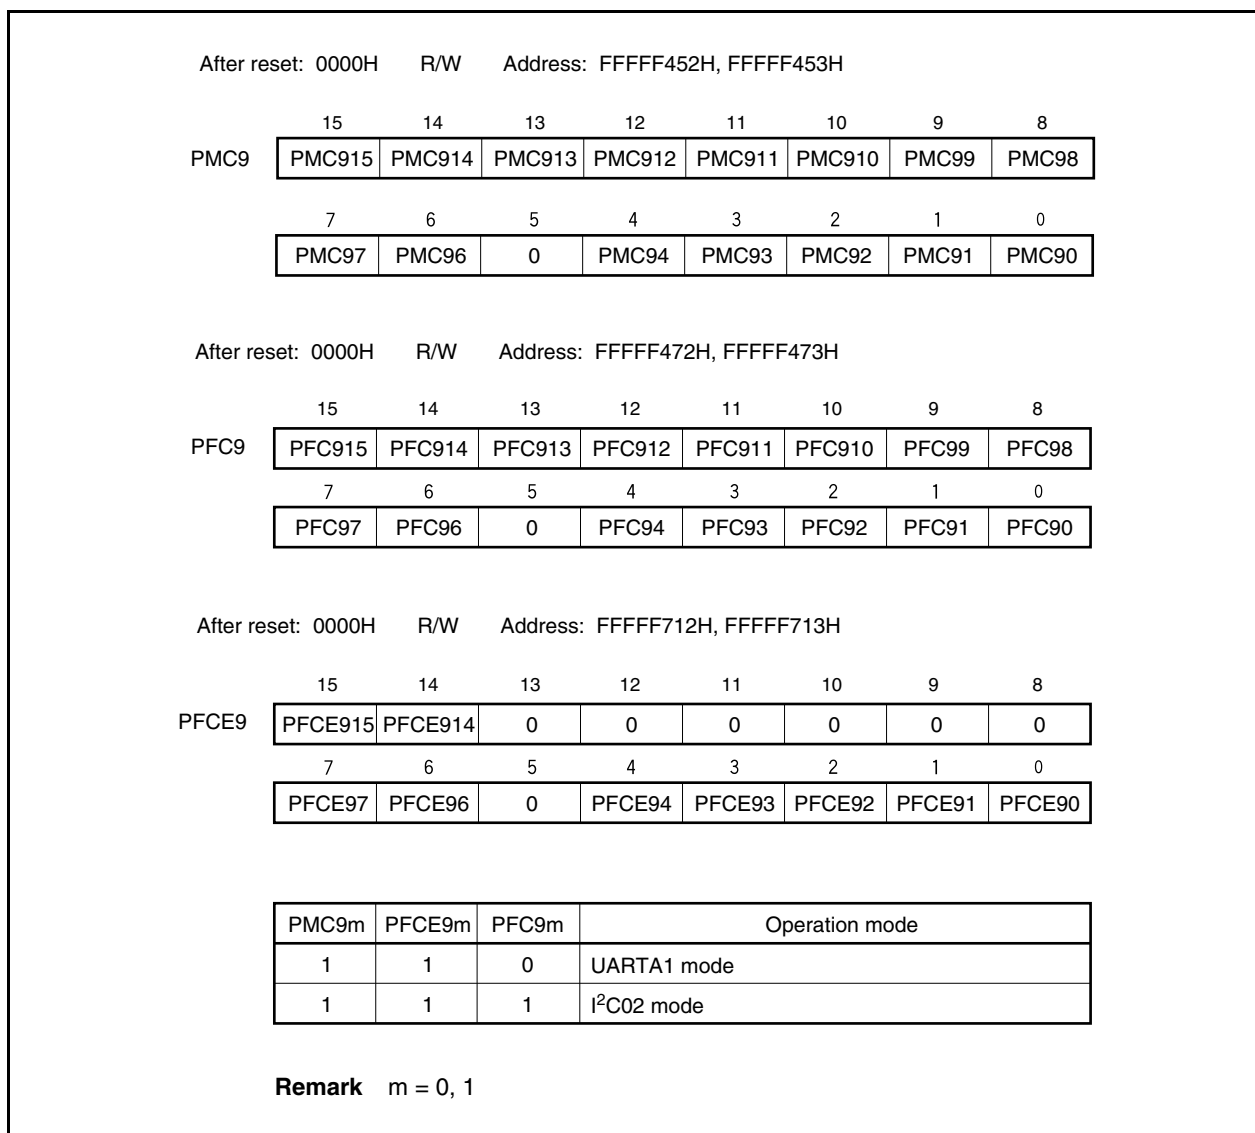 After reset: 0000H R/W Address: FFFFF452H, FFFFF453H
15 14 13 12 11 10 9 8
PMC9 PMC915 PMC914 PMC913 PMC912 PMC911 PMC910 PMC99 PMC98
7 6 5 4 3 2 1 0
PMC97 PMC96 0 PMC94 PMC93 PMC92 PMC91 PMC90
After reset: 0000H R/W Address: FFFFF472H, FFFFF473H
15 14 13 12 11 10 9 8
PFC9 PFC915 PFC914 PFC913 PFC912 PFC911 PFC910 PFC99 PFC98
7 6 5 4 3 2 1 0
PFC97 PFC96 0 PFC94 PFC93 PFC92 PFC91 PFC90
After reset: 0000H R/W Address: FFFFF712H, FFFFF713H
15 14 13 12 11 10 9 8
PFCE9 PFCE915 PFCE914 0 0 0 0 0 0
7 6 5 4 3 2 1 0
PFCE97 PFCE96 0 PFCE94 PFCE93 PFCE92 PFCE91 PFCE90
PMC9m PFCE9m PFC9m Operation mode
1 1 0 UARTA1 mode
1 1 1 I²C02 mode
Remark m = 0, 1